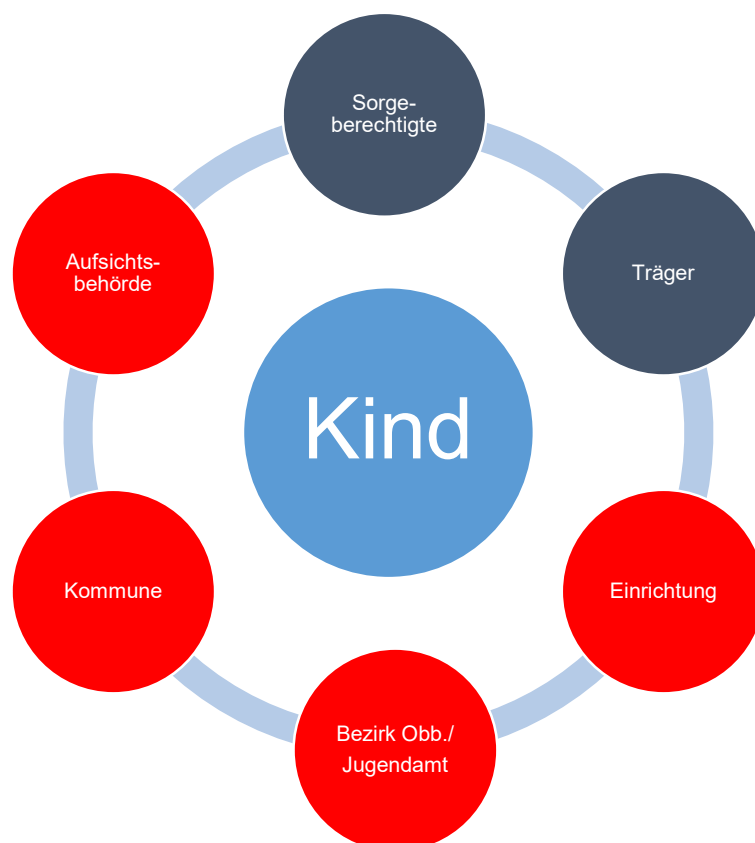 Sorge-
berechtigte
Aufsichts-
behörde
Träger
Kind
Kommune
Einrichtung
Bezirk Obb./
Jugendamt